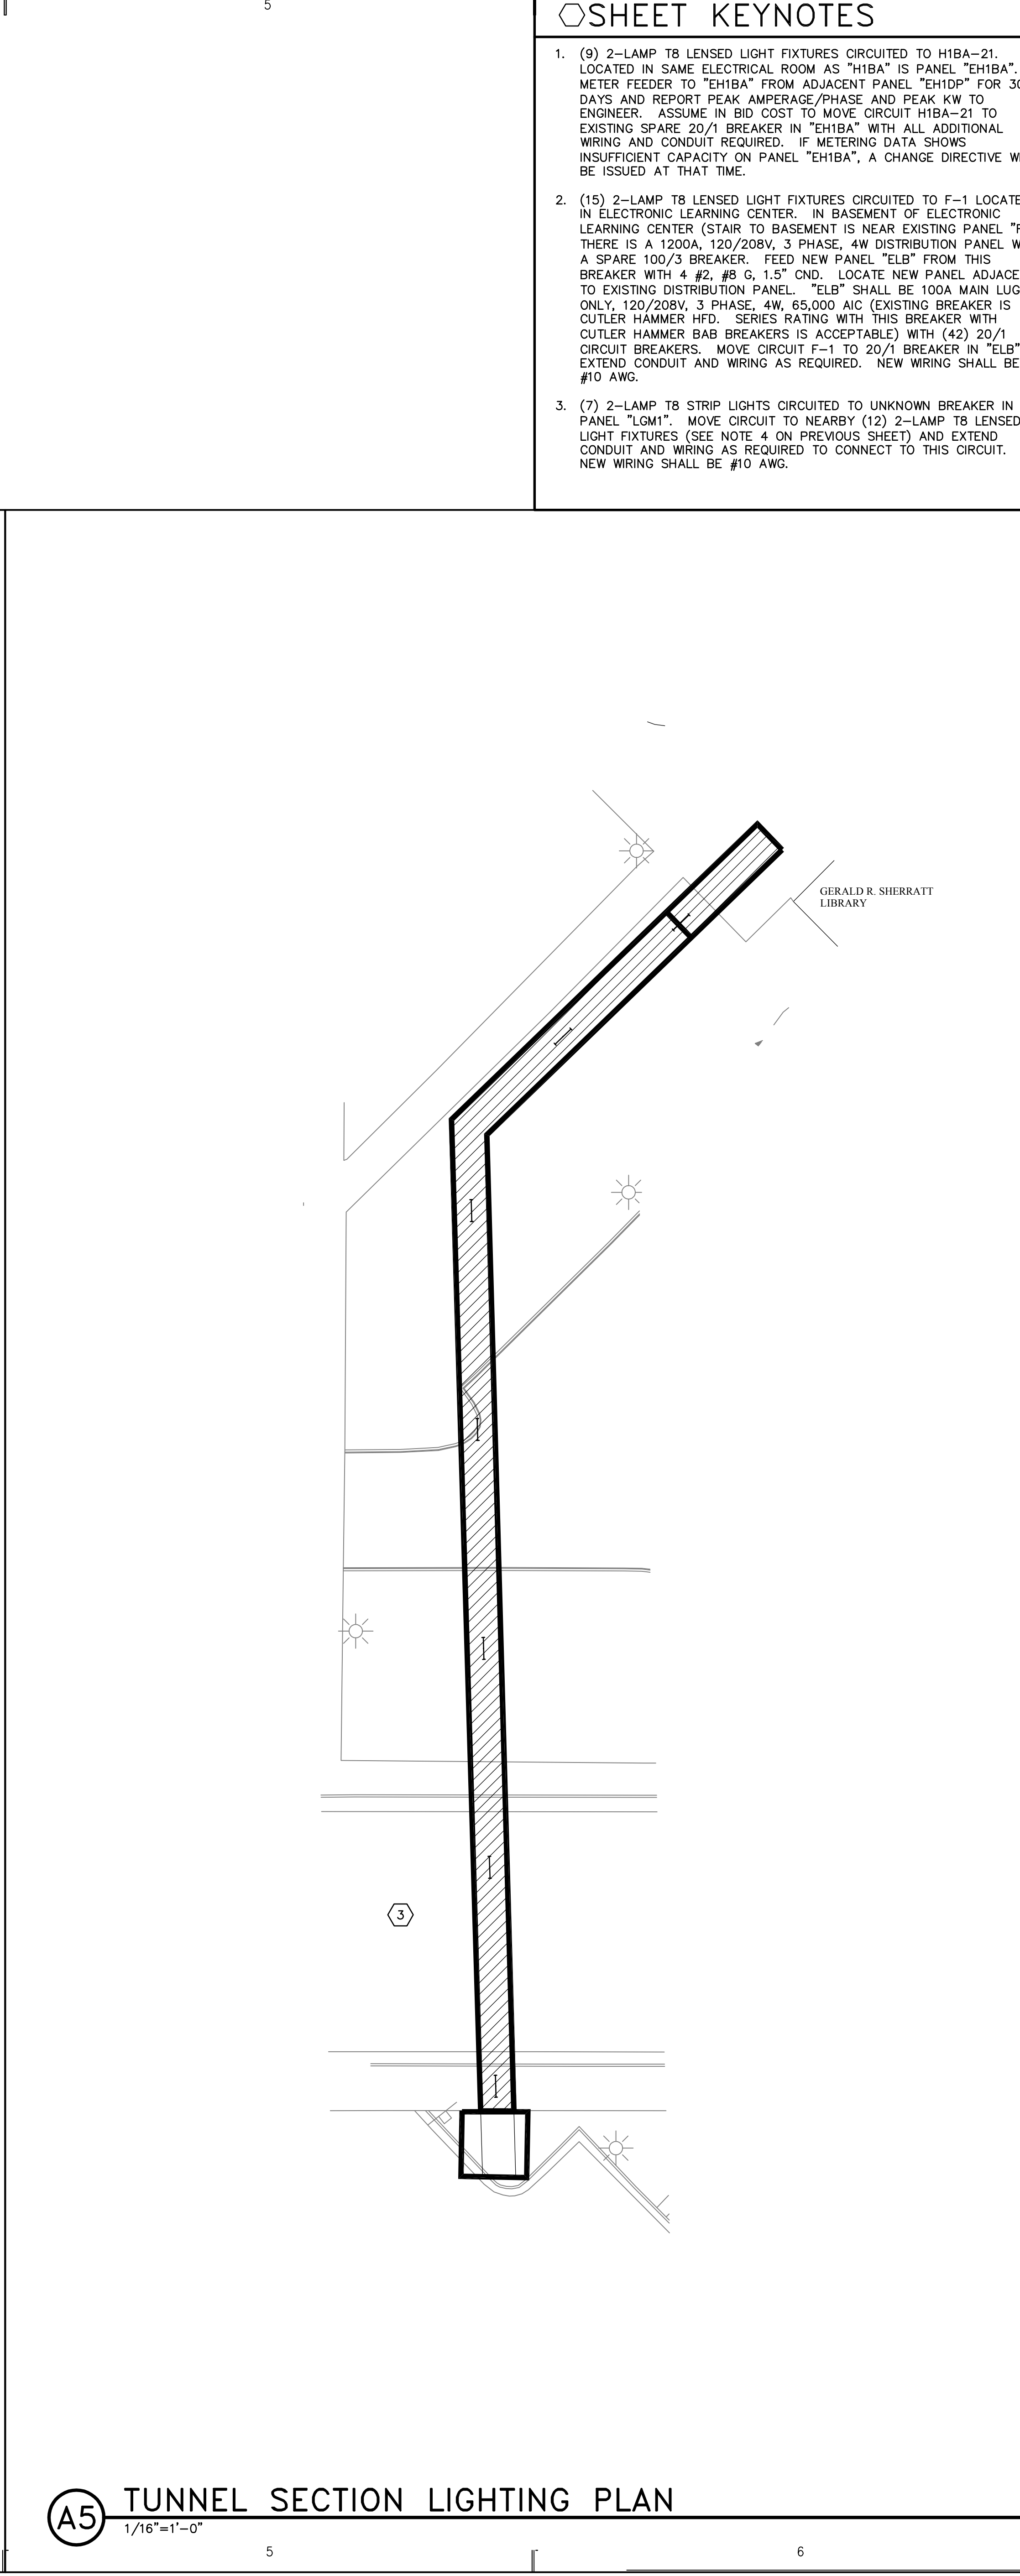 5
SHEET KEYNOTES
1. (9) 2-LAMP T8 LENSED LIGHT FIXTURES CIRCUITED TO H1BA-21.
LOCATED IN SAME ELECTRICAL ROOM AS "H1BA" IS PANEL "EH1BA".
METER FEEDER TO "EH1BA" FROM ADJACENT PANEL "EH1DP" FOR
DAYS AND REPORT PEAK AMPERAGE/PHASE AND PEAK KW TO
ENGINEER. ASSUME IN BID COST TO MOVE CIRCUIT H1BA-21 TO
EXISTING SPARE 20/1 BREAKER IN "EH1BA" WITH ALL ADDITIONAL
WIRING AND CONDUIT REQUIRED. IF METERING DATA SHOWS
INSUFFICIENT CAPACITY ON PANEL "EH1BA", A CHANGE DIRECTIVE
BE ISSUED AT THAT TIME.
2. (15) 2-LAMP T8 LENSED LIGHT FIXTURES CIRCUITED TO F-1
IN ELECTRONIC LEARNING CENTER. IN BASEMENT OF ELECTRONIC
LEARNING CENTER (STAIR TO BASEMENT IS NEAR EXISTING PANEL
THERE IS A 1200A, 120/208V, 3 PHASE, 4W DISTRIBUTION PANEL
A SPARE 100/3 BREAKER. FEED NEW PANEL "ELB" FROM THIS
BREAKER WITH 4 #2, #8 G, 1.5" CND. LOCATE NEW PANEL
TO EXISTING DISTRIBUTION PANEL. "ELB" SHALL BE 100A MAIN LUG
ONLY, 120/208V, 3 PHASE, 4W, 65,000 AIC (EXISTING BREAKER IS
CUTLER HAMMER HFD. SERIES RATING WITH THIS BREAKER WITH
CUTLER HAMMER BAB BREAKERS IS ACCEPTABLE) WITH (42) 20/1
CIRCUIT BREAKERS. MOVE CIRCUIT F-1 TO 20/1 BREAKER IN "ELB"
EXTEND CONDUIT AND WIRING AS REQUIRED. NEW WIRING SHALL BE
#10 AWG.
3. (7) 2-LAMP T8 STRIP LIGHTS CIRCUITED TO UNKNOWN BREAKER IN
PANEL "LGM1". MOVE CIRCUIT TO NEARBY (12) 2-LAMP T8 LENSED
LIGHT FIXTURES (SEE NOTE 4 ON PREVIOUS SHEET) AND EXTEND
CONDUIT AND WIRING AS REQUIRED TO CONNECT TO THIS CIRCUIT.
NEW WIRING SHALL BE #10 AWG.
GERALD R. SHERRATT
LIBRARY
3
A5
TUNNEL SECTION LIGHTING PLAN
1/16"=1'-0"
5
6